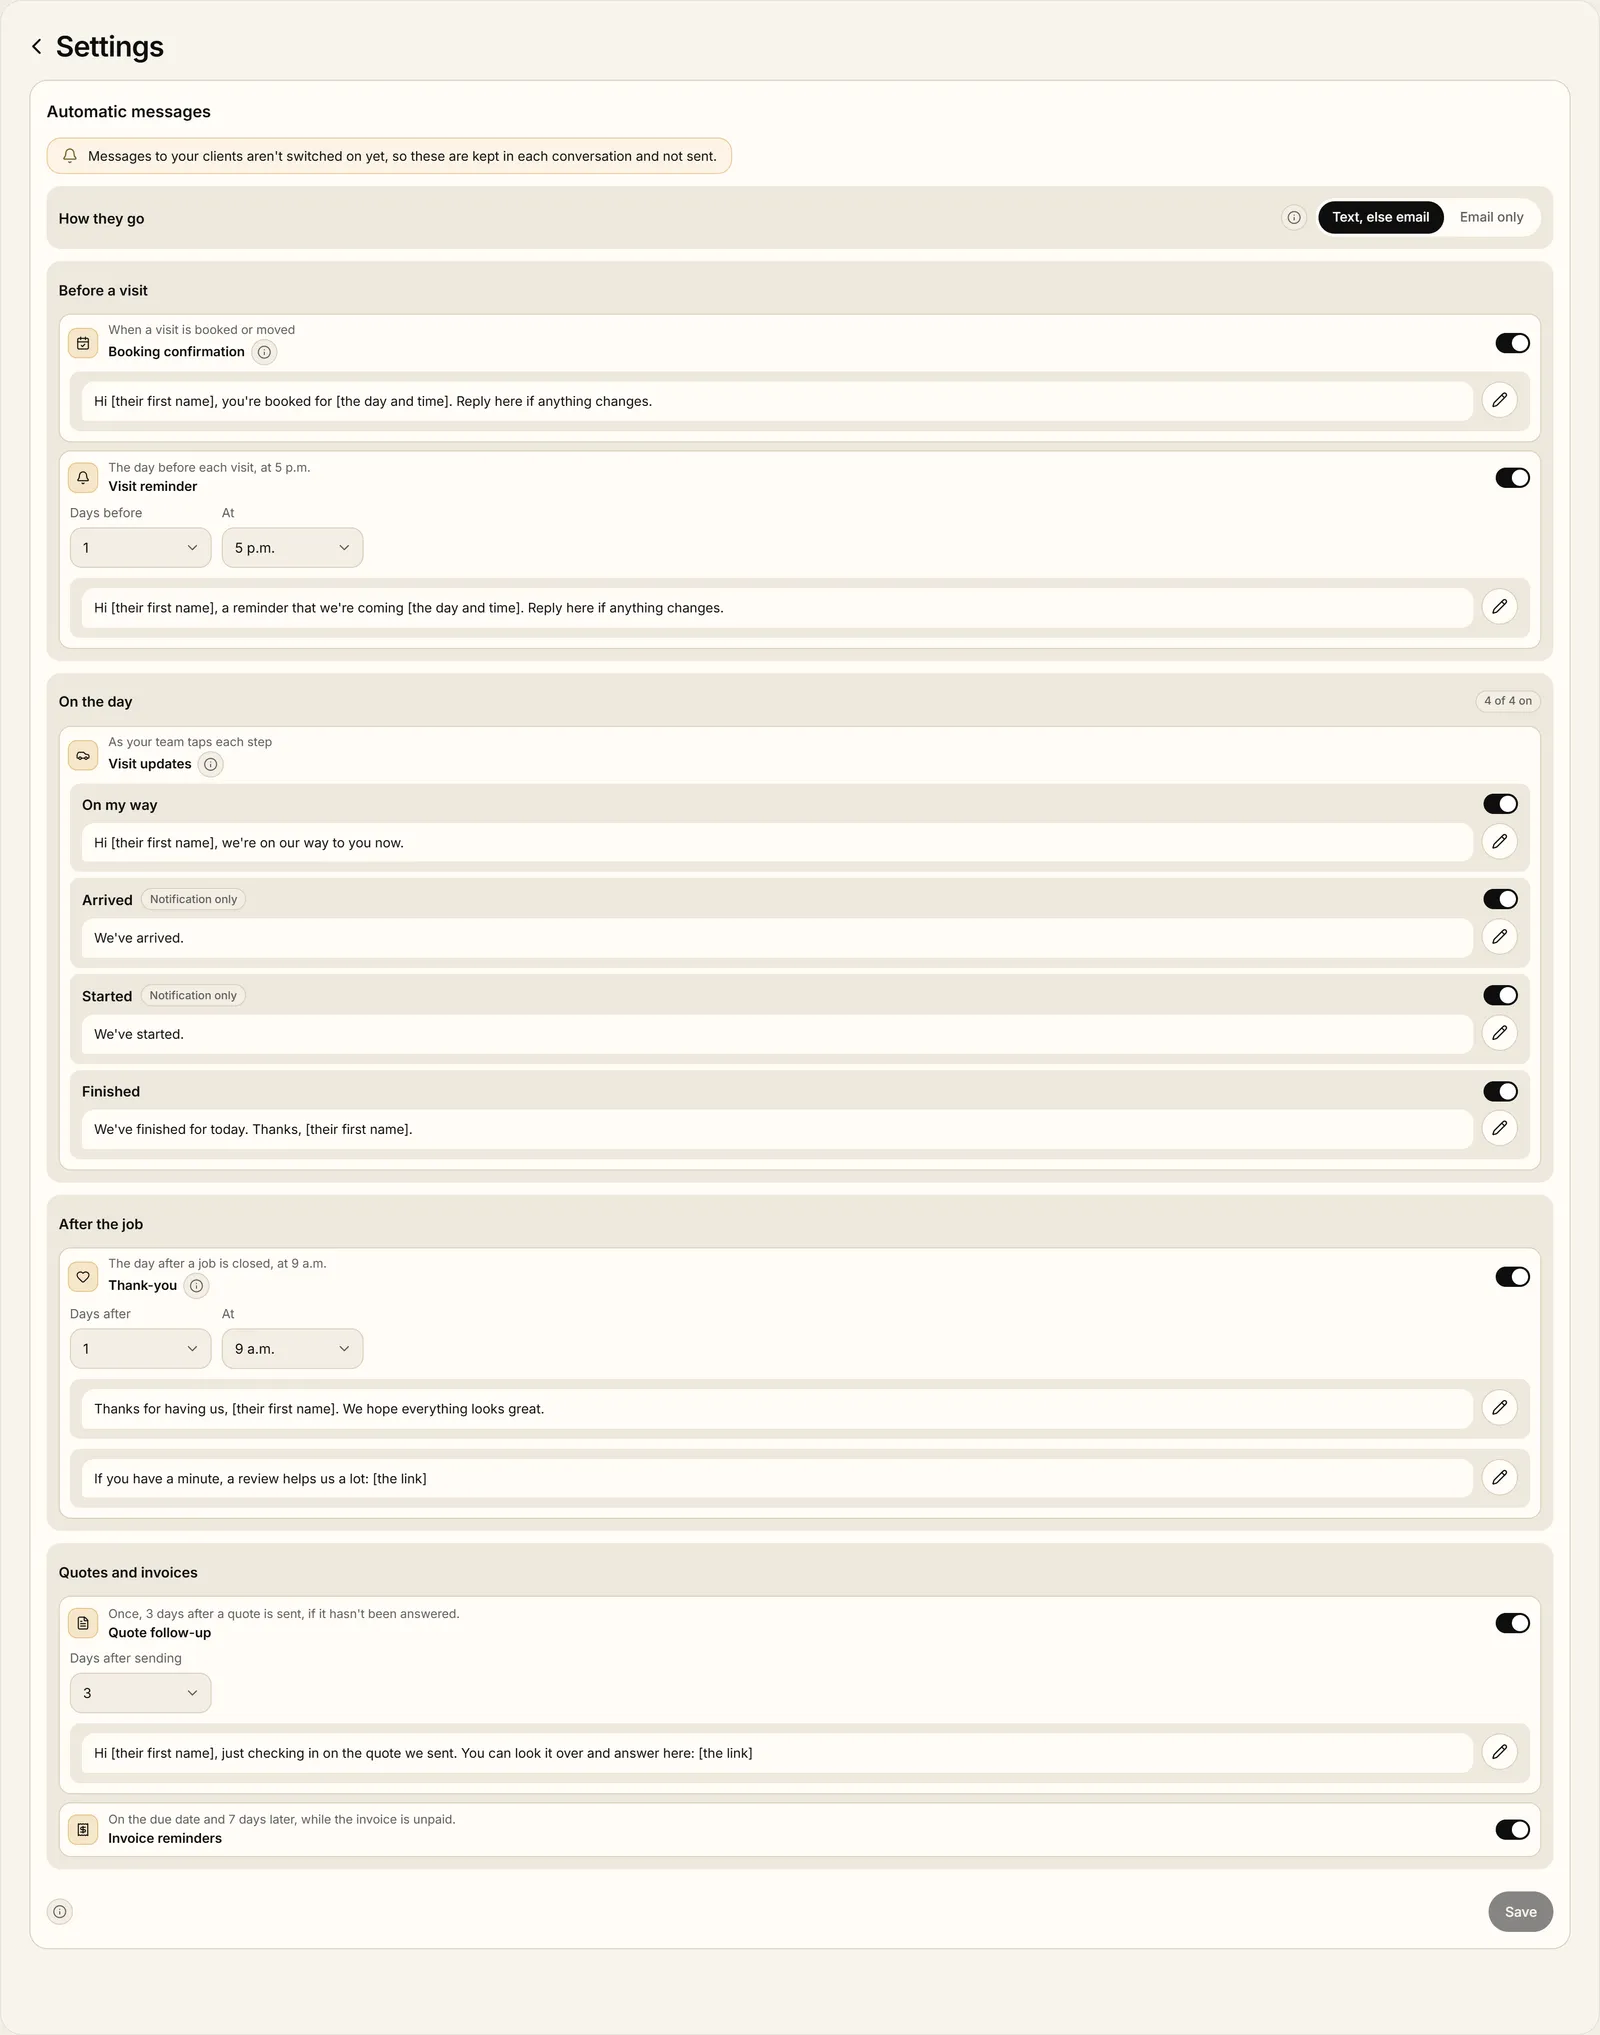 Settings
Automatic messages
Messages to your clients aren't switched on yet, so these are kept in each conversation and not sent.
How they go
Text, else email
Email only
Before a visit
When a visit is booked or moved
Booking confirmation
Hi [their first name], you're booked for [the day and time]. Reply here if anything changes.
The day before each visit, at 5 p.m.
Visit reminder
Days before
At
1
5 p.m.
Hi [their first name], a reminder that we're coming [the day and time]. Reply here if anything changes.
On the day
4 of 4 on
As your team taps each step
Visit updates
On my way
Hi [their first name], we're on our way to you now.
Arrived
Notification only
We've arrived.
Started
Notification only
We've started.
Finished
We've finished for today. Thanks, [their first name].
After the job
The day after a job is closed, at 9 a.m.
Thank-you
Days after
At
1
9 a.m.
Thanks for having us, [their first name]. We hope everything looks great.
If you have a minute, a review helps us a lot: [the link]
Quotes and invoices
Once, 3 days after a quote is sent, if it hasn't been answered.
Quote follow-up
Days after sending
3
Hi [their first name], just checking in on the quote we sent. You can look it over and answer here: [the link]
On the due date and 7 days later, while the invoice is unpaid.
Invoice reminders
Save